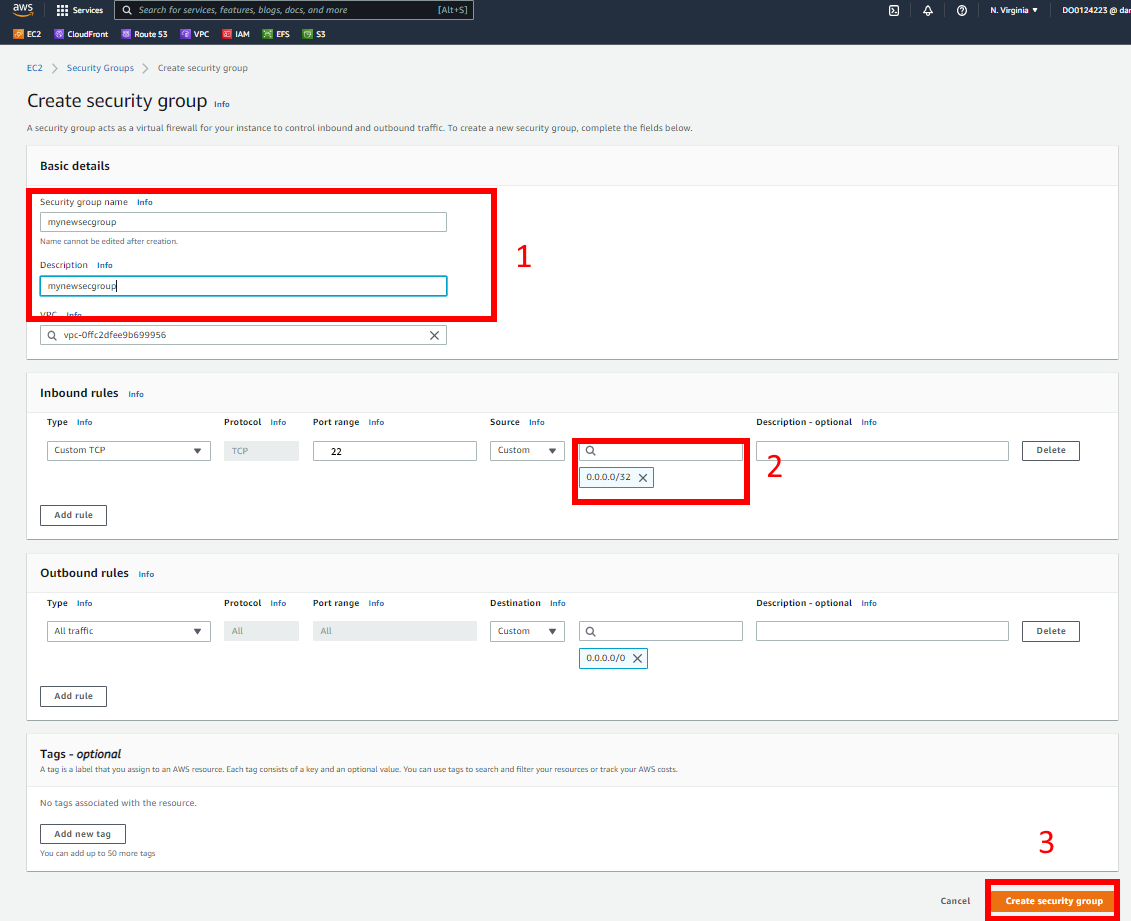 aws Services Search for services, features, blogs, docs, and more [Alt+S] N. Virginia DO0124223 @ dar
EC2 CloudFront Route 53 VPC IAM EFS S3
EC2 Security Groups Create security group
Create security group Info
A security group acts as a virtual firewall for your instance to control inbound and outbound traffic. To create a new security group, complete the fields below.
Basic details
Security group name Info
mynewsecgroup
Name cannot be edited after creation.
1
Description Info
mynewsecgroup
VPC Info
vpc-0ffc2dfee9b699956
Inbound rules Info
Type Info Protocol Info Port range Info Source Info Description - optional Info
Custom TCP TCP 22 Custom Delete
0.0.0.0/32 2
Add rule
Outbound rules Info
Type Info Protocol Info Port range Info Destination Info Description - optional Info
All traffic All All Custom Delete
0.0.0.0/0
Add rule
Tags - optional
A tag is a label that you assign to an AWS resource. Each tag consists of a key and an optional value. You can use tags to search and filter your resources or track your AWS costs.
No tags associated with the resource.
Add new tag
You can add up to 50 more tags
3
Cancel Create security group